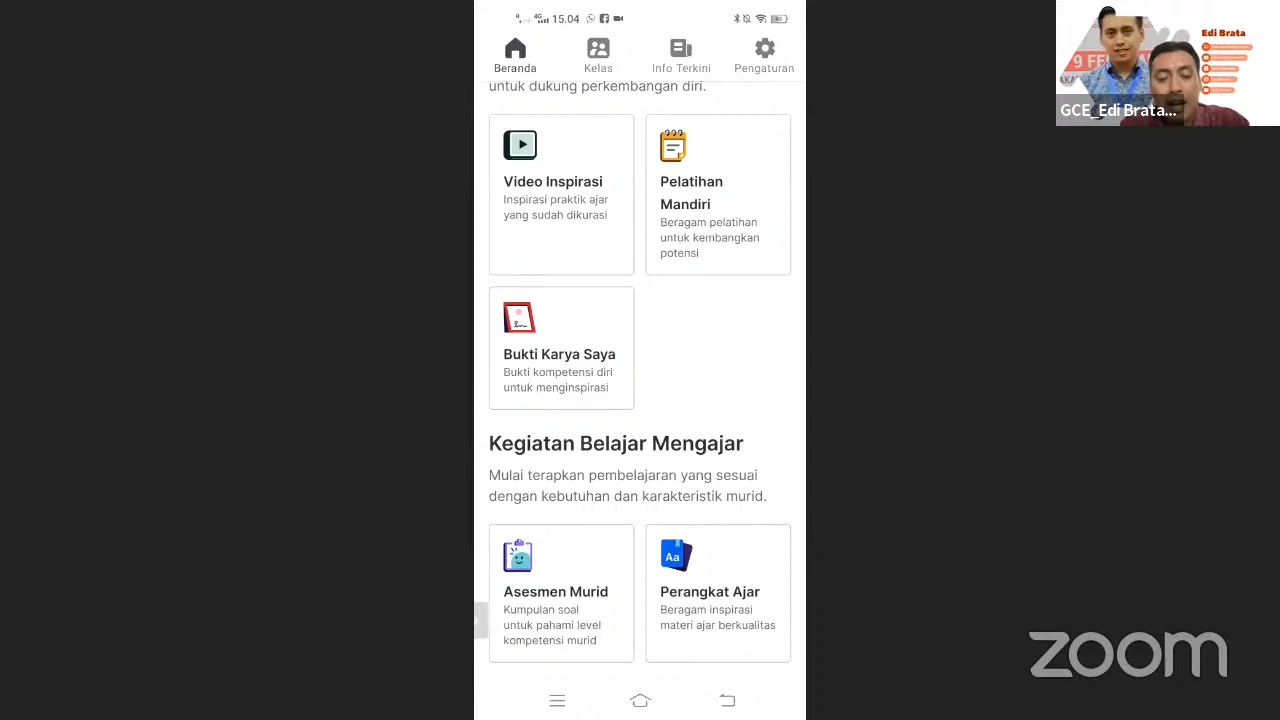 15.04
Beranda
Kelas
Info Terkini
Pengaturan
untuk dukung perkembangan diri.
Video Inspirasi
Inspirasi praktik ajar
yang sudah dikurasi
Pelatihan
Mandiri
Beragam pelatihan
untuk kembangkan
potensi
Bukti Karya Saya
Bukti kompetensi diri
untuk menginspirasi
Kegiatan Belajar Mengajar
Mulai terapkan pembelajaran yang sesuai
dengan kebutuhan dan karakteristik murid.
Asesmen Murid
Kumpulan soal
untuk pahami level
kompetensi murid
Aa
Perangkat Ajar
Beragam inspirasi
materi ajar berkualitas
Edi Brata
9 FE
GCE_Edi Brata...
zoom